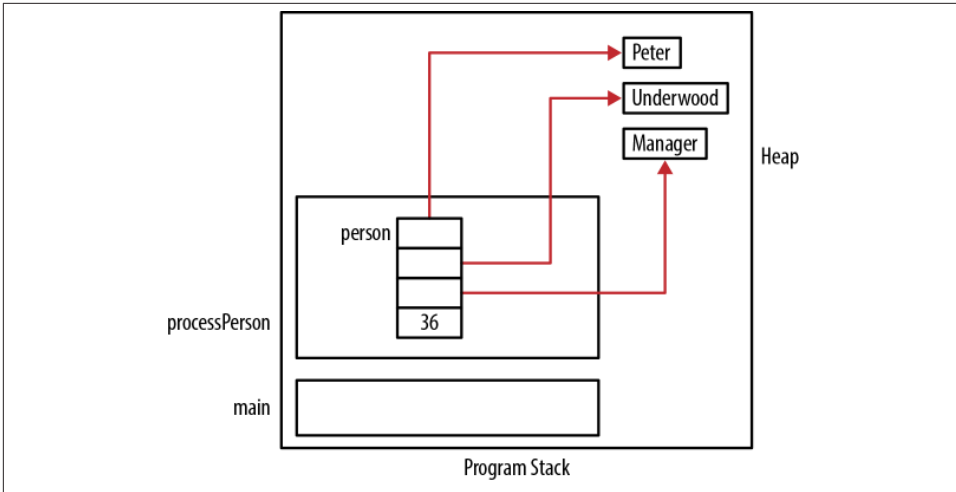 Peter
Underwood
Manager
Heap
person
36
processPerson
main
Program Stack